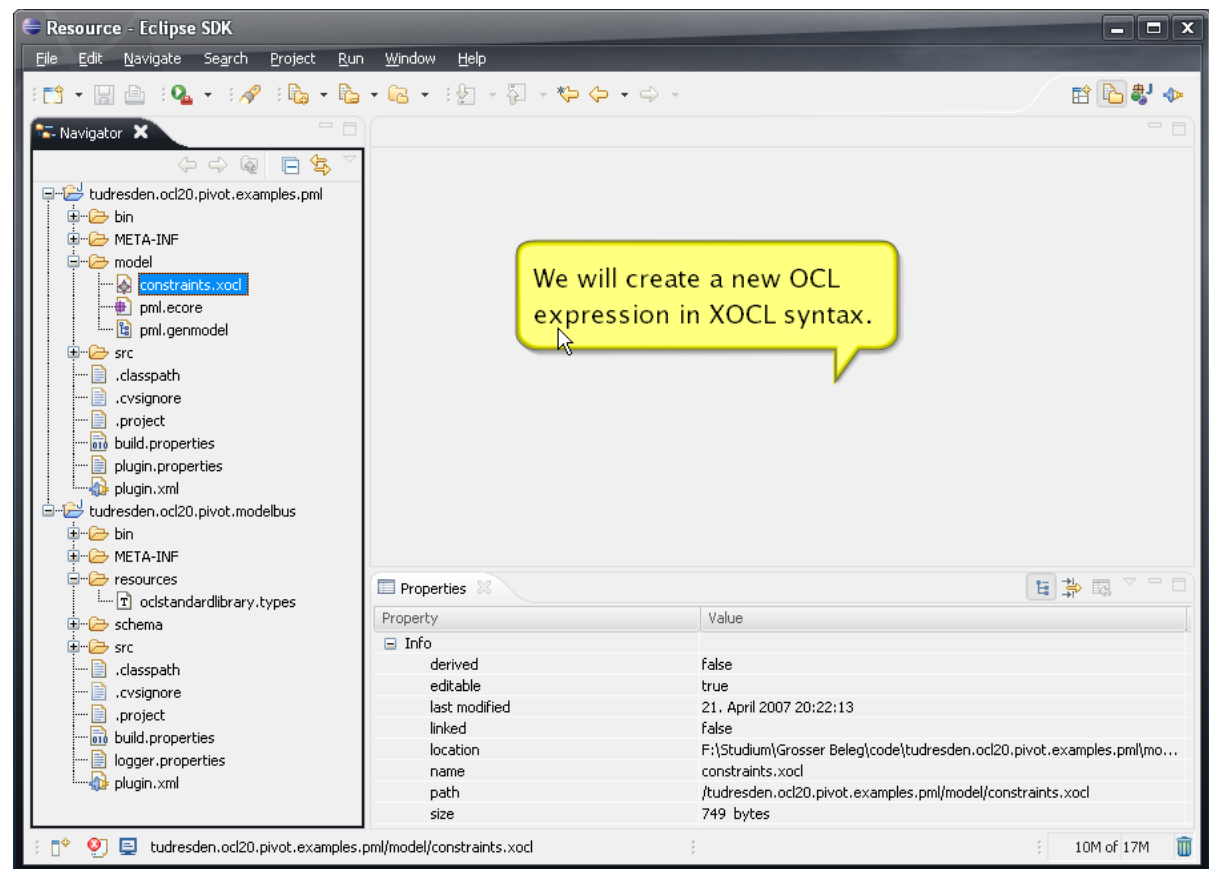 Resource - Eclipse SDK
File Edit Navigate Search Project Run Window Help
Navigator
tudresden.ocl20.pivot.examples.pml
bin
META-INF
model
constraints.xocl
pml.ecore
pml.genmodel
src
.classpath
.cvsignore
.project
build.properties
plugin.properties
plugin.xml
tudresden.ocl20.pivot.modelbus
bin
META-INF
resources
oclstandardlibrary.types
schema
src
.classpath
.cvsignore
.project
build.properties
logger.properties
plugin.xml
We will create a new OCL
expression in XOCL syntax.
Properties
Property Value
Info
derived false
editable true
last modified 21. April 2007 20:22:13
linked false
location F:\Studium\Grosser Beleg\code\tudresden.ocl20.pivot.examples.pml\mo...
name constraints.xocl
path /tudresden.ocl20.pivot.examples.pml/model/constraints.xocl
size 749 bytes
tudresden.ocl20.pivot.examples.pml/model/constraints.xocl 10M of 17M